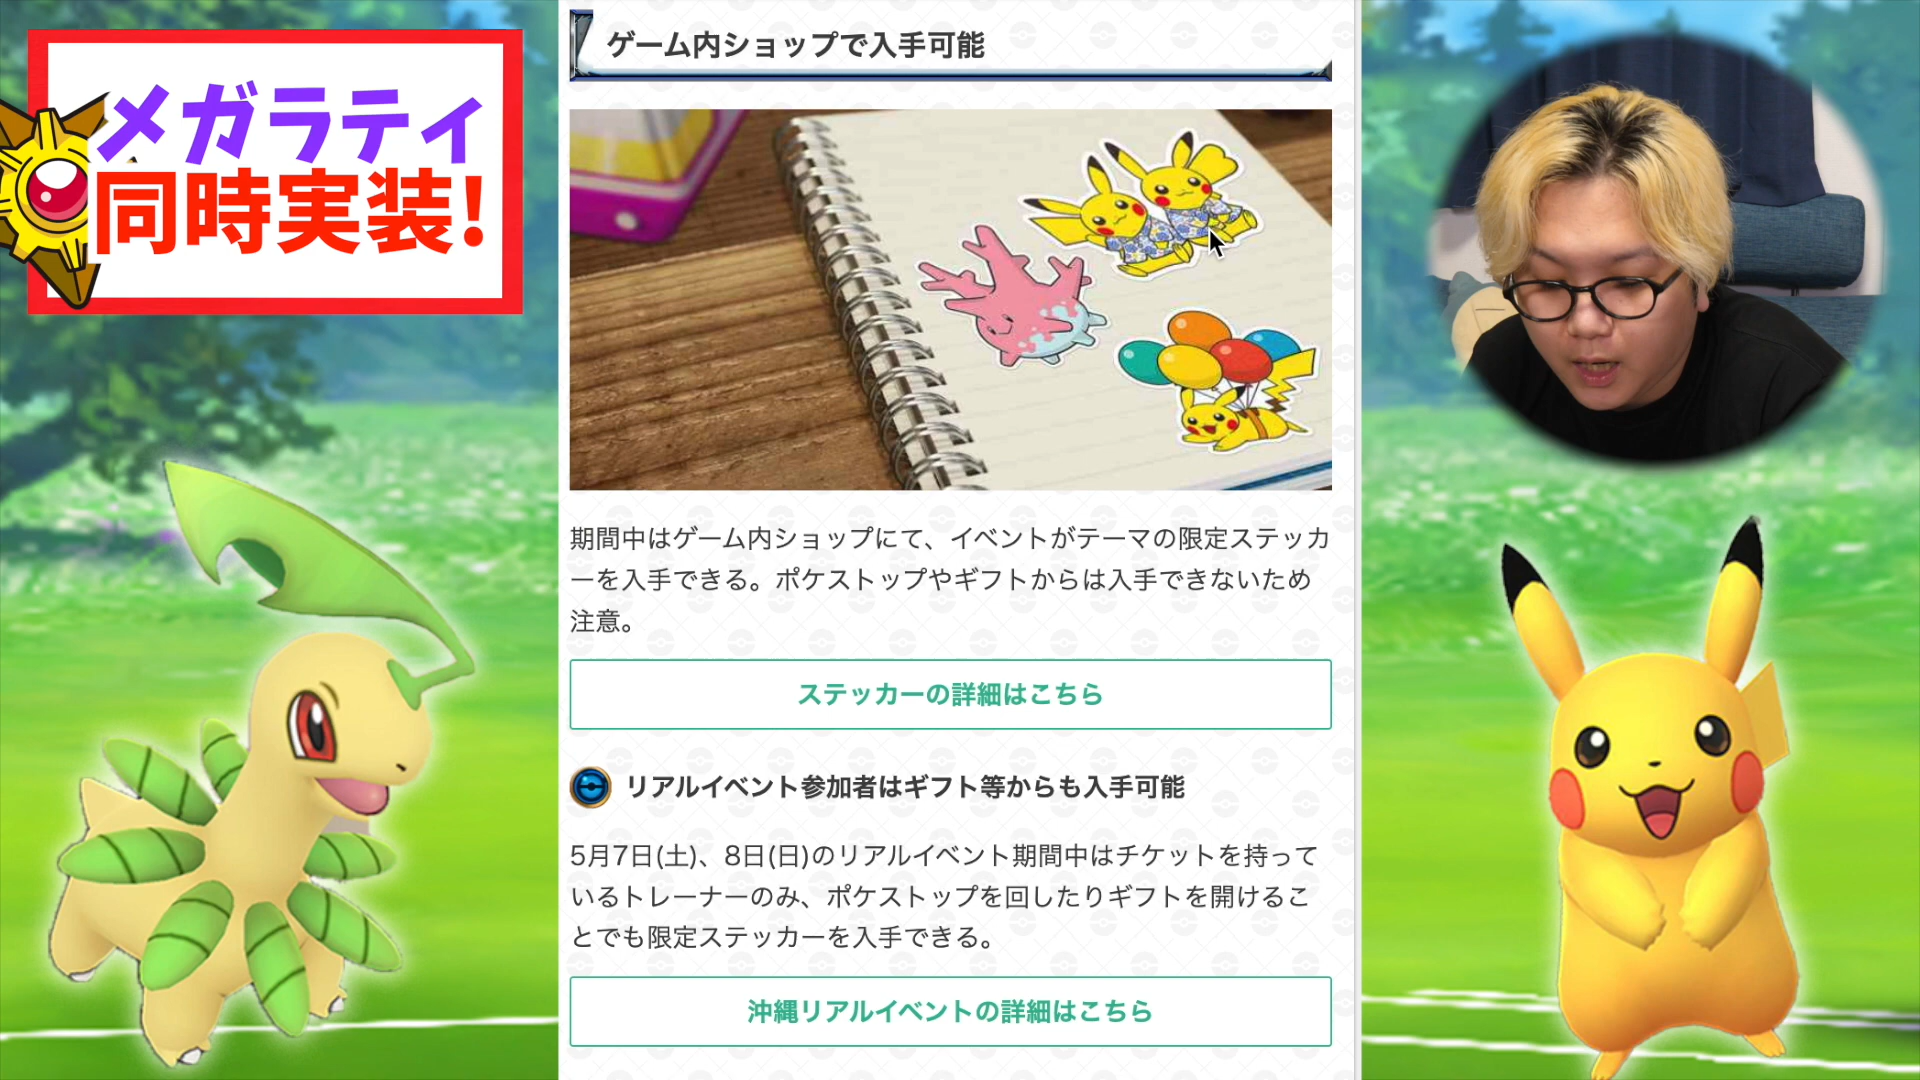 メガラティ
同時実装!
ゲーム内ショップで入手可能
期間中はゲーム内ショップにて、イベントがテーマの限定ステッカ
ーを入手できる。ポケストップやギフトからは入手できないため
注意。
ステッカーの詳細はこちら
リアルイベント参加者はギフト等からも入手可能
5月7日(土)、8日(日)のリアルイベント期間中はチケットを持って
いるトレーナーのみ、ポケストップを回したりギフトを開けるこ
とでも限定ステッカーを入手できる。
沖縄リアルイベントの詳細はこちら